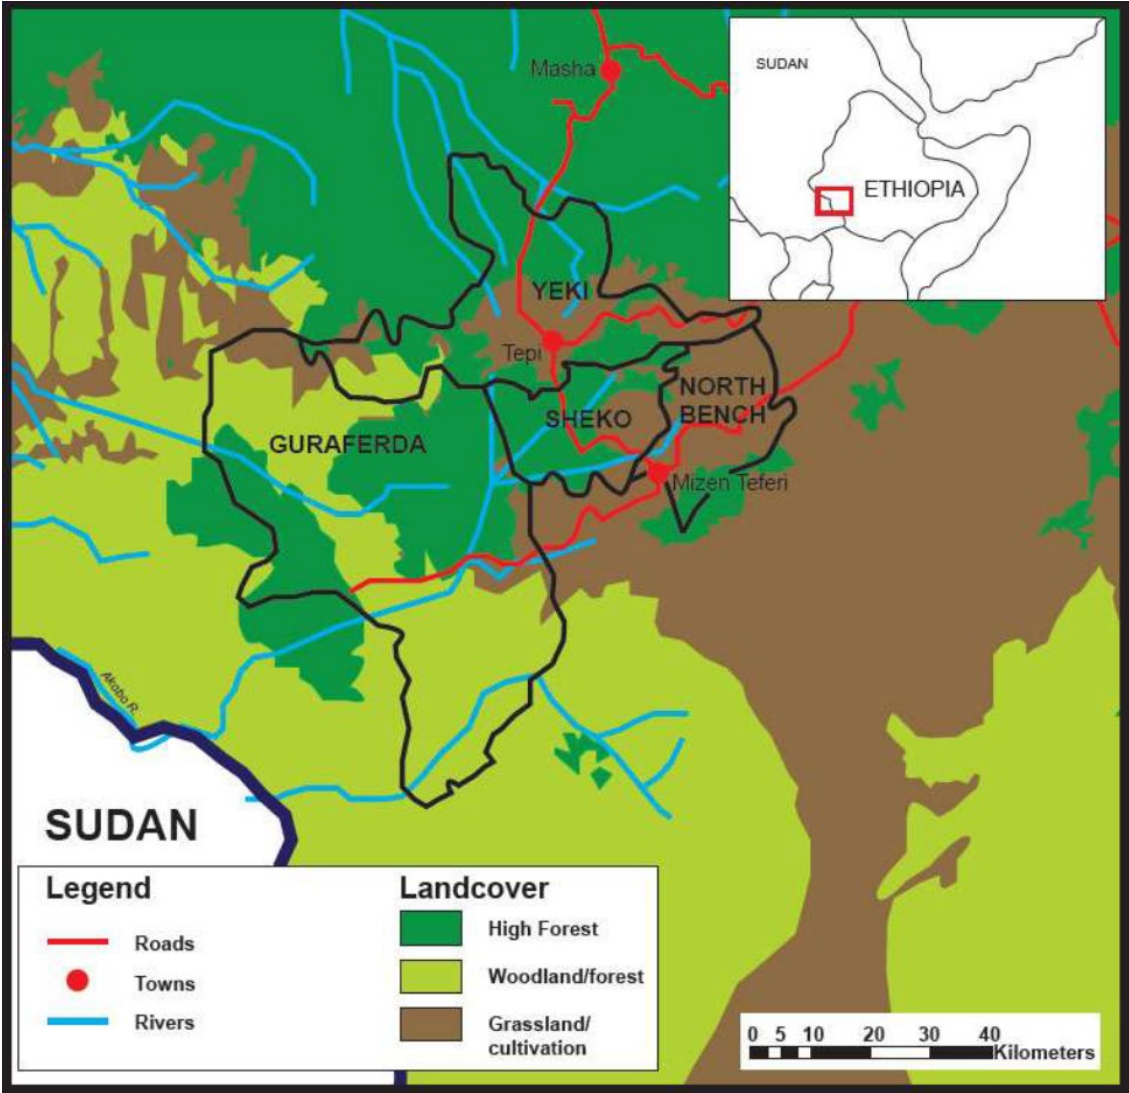 Masha
SUDAN
ETHIOPIA
YEKI
Tepi
NORTH
BENCH
SHEKO
GURAFERDA
Mizen Teferi
Akobo R.
SUDAN
Legend
Roads
Towns
Rivers
Landcover
High Forest
Woodland/forest
Grassland/
cultivation
0 5 10 20 30 40
Kilometers